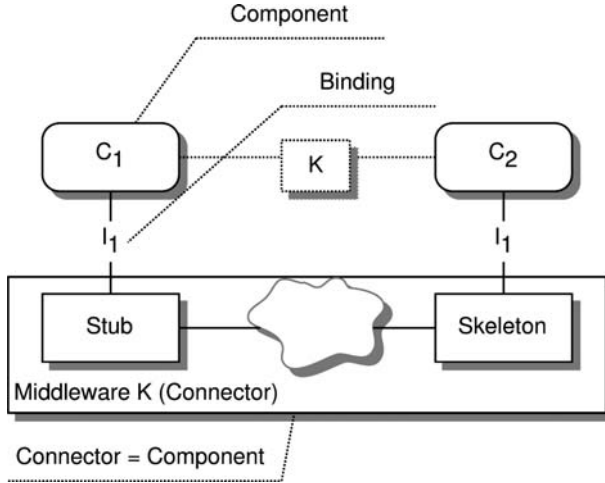 Component
Binding
C1
K
C2
I1
I1
Stub
Skeleton
Middleware K (Connector)
Connector = Component